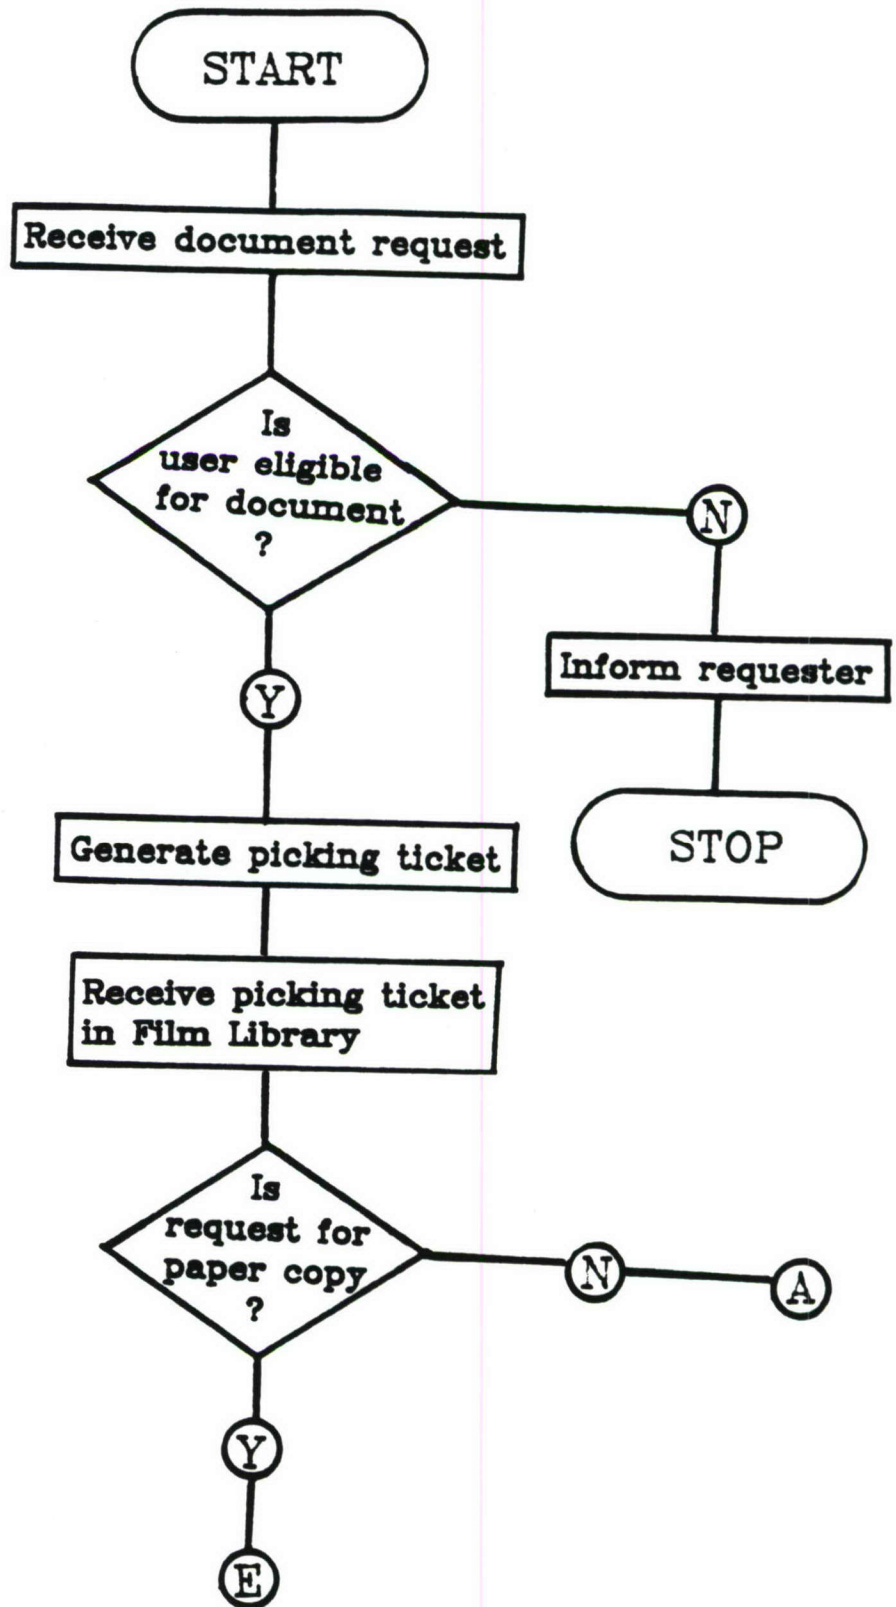 START
Receive document request
Is
user eligible
for document
?
N
Inform requester
STOP
Y
Generate picking ticket
Receive picking ticket
in Film Library
Is
request for
paper copy
?
N
A
Y
E